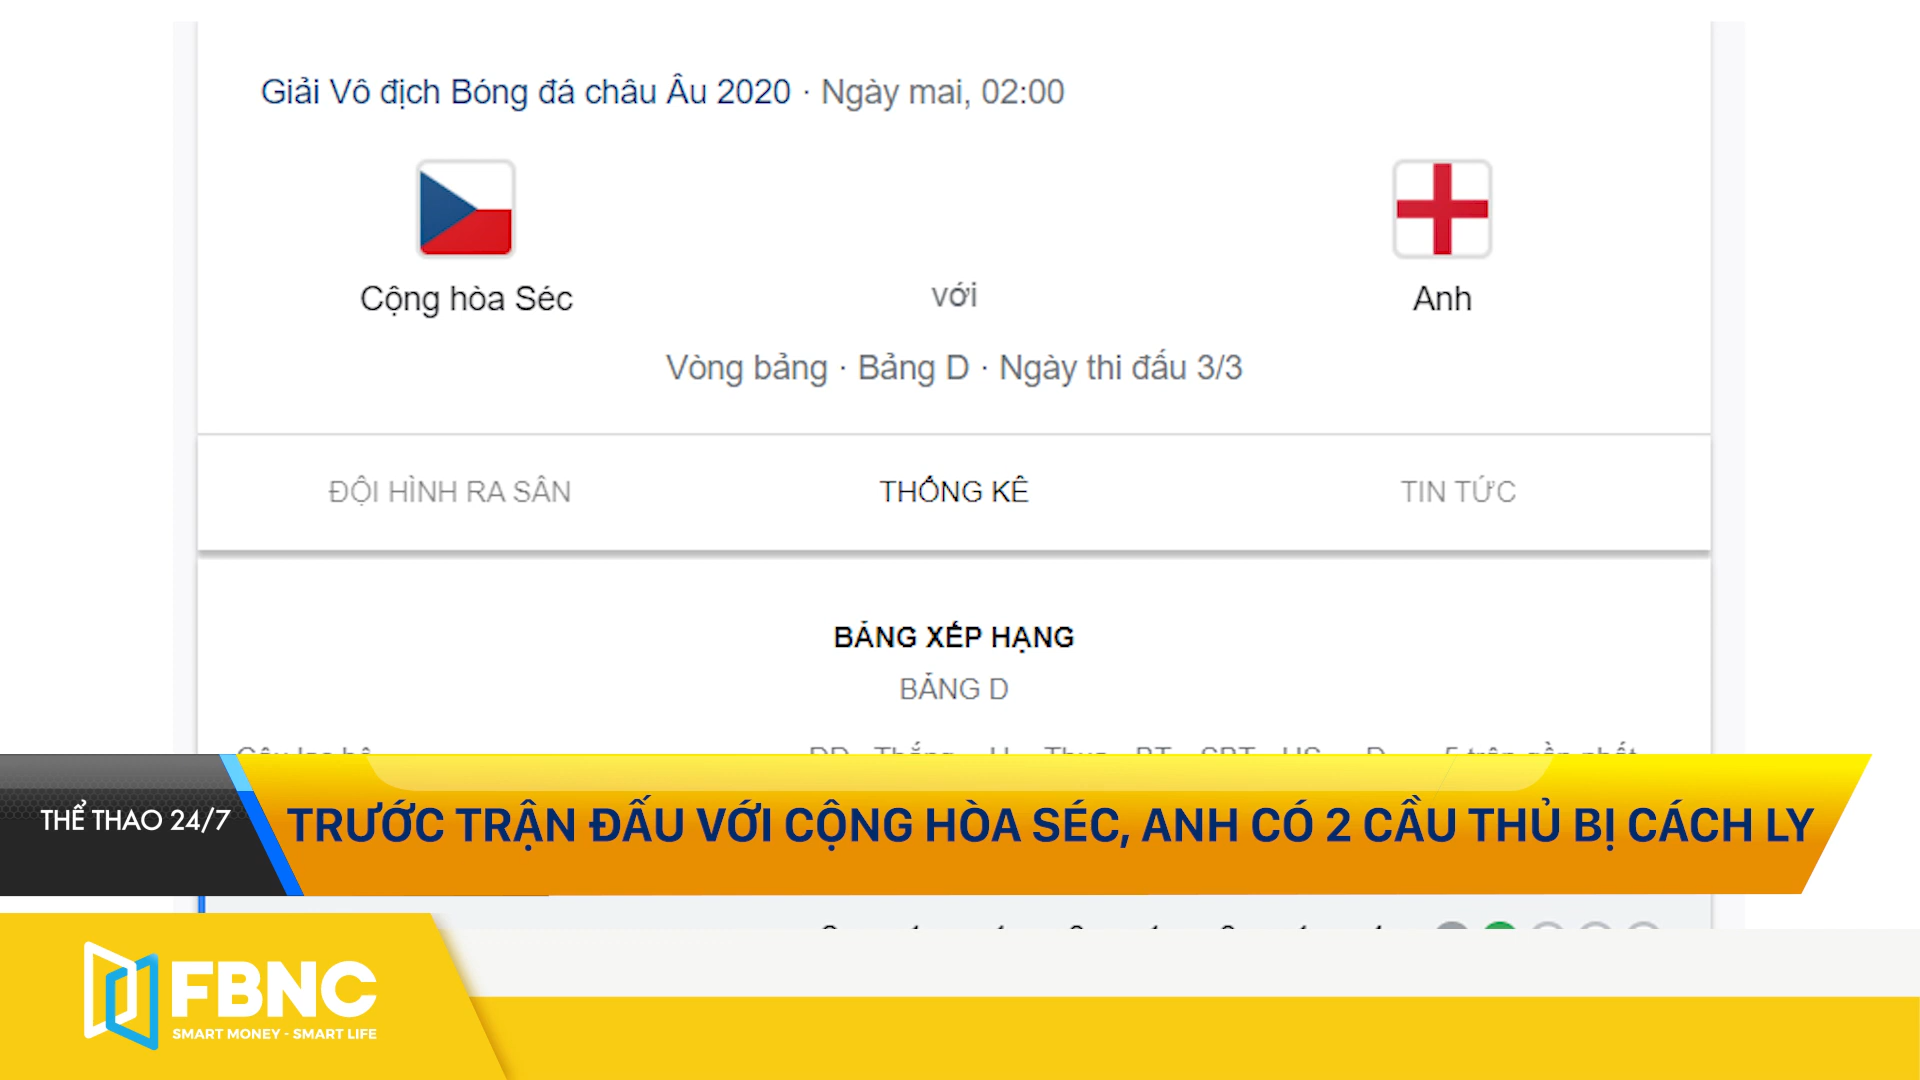 Giải Vô địch Bóng đá châu Âu 2020 · Ngày mai, 02:00
Cộng hòa Séc
với
Anh
Vòng bảng · Bảng D · Ngày thi đấu 3/3
ĐỘI HÌNH RA SÂN
THỐNG KÊ
TIN TỨC
BẢNG XẾP HẠNG
BẢNG D
THỂ THAO 24/7
TRƯỚC TRẬN ĐẤU VỚI CỘNG HÒA SÉC, ANH CÓ 2 CẦU THỦ BỊ CÁCH LY
FBNC
SMART MONEY - SMART LIFE